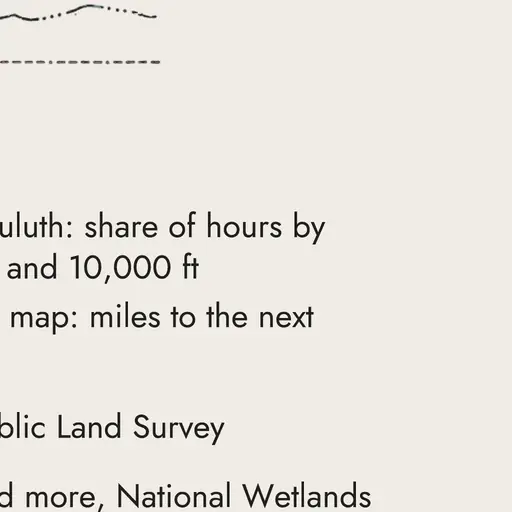 uluth: share of hours by
and 10,000 ft
map: miles to the next
blic Land Survey
d more, National Wetlands